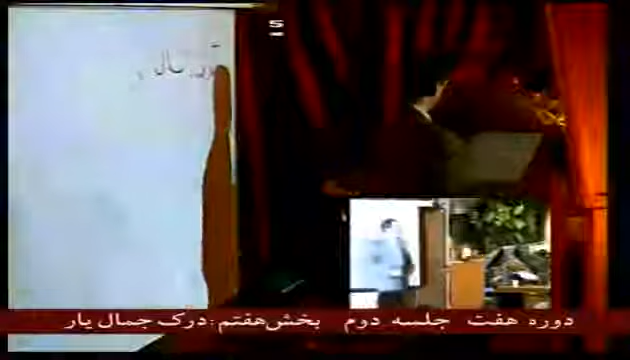 دوره هفت جلسه دوم بخش هفتم: درک جمال یار